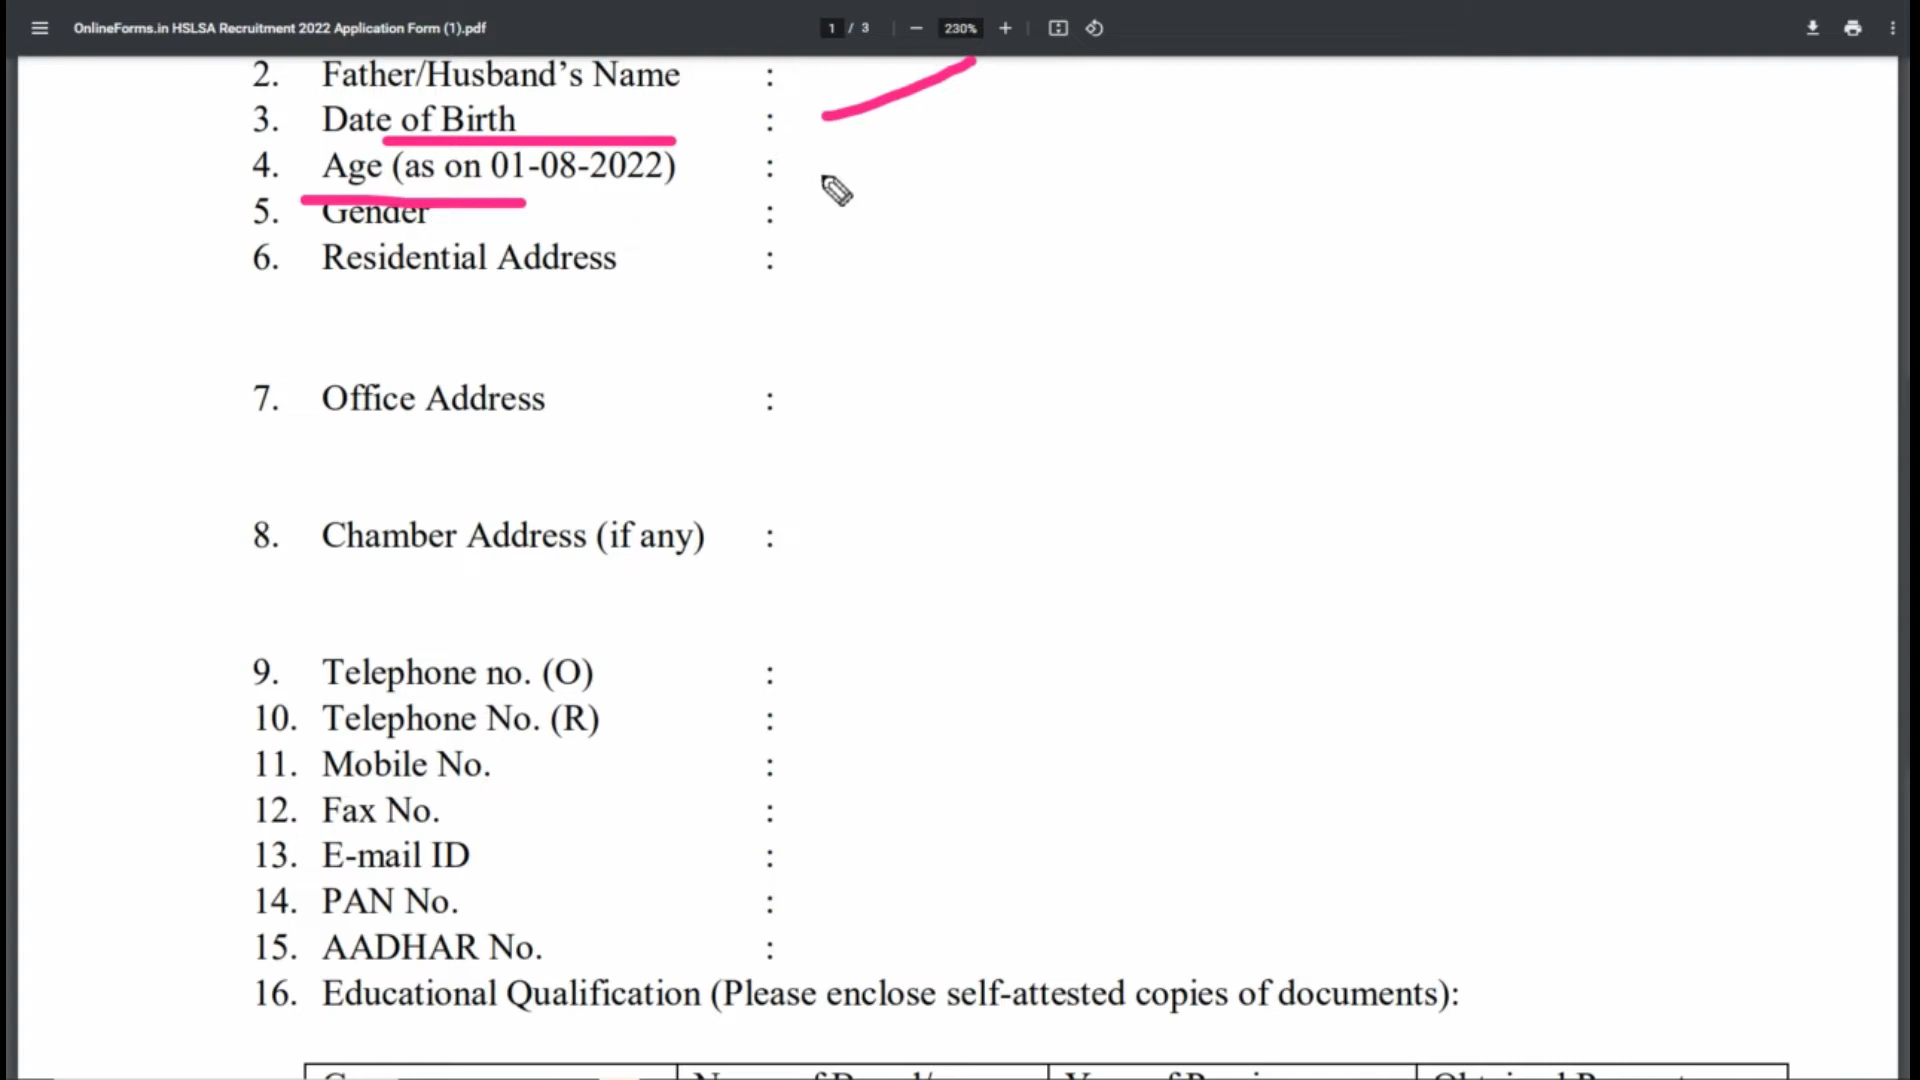 OnlineForms.in HSLSA Recruitment 2022 Application Form (1).pdf
1 / 3
230%
2. Father/Husband’s Name :
3. Date of Birth :
4. Age (as on 01-08-2022) :
5. Gender :
6. Residential Address :
7. Office Address :
8. Chamber Address (if any) :
9. Telephone no. (O) :
10. Telephone No. (R) :
11. Mobile No. :
12. Fax No. :
13. E-mail ID :
14. PAN No. :
15. AADHAR No. :
16. Educational Qualification (Please enclose self-attested copies of documents):